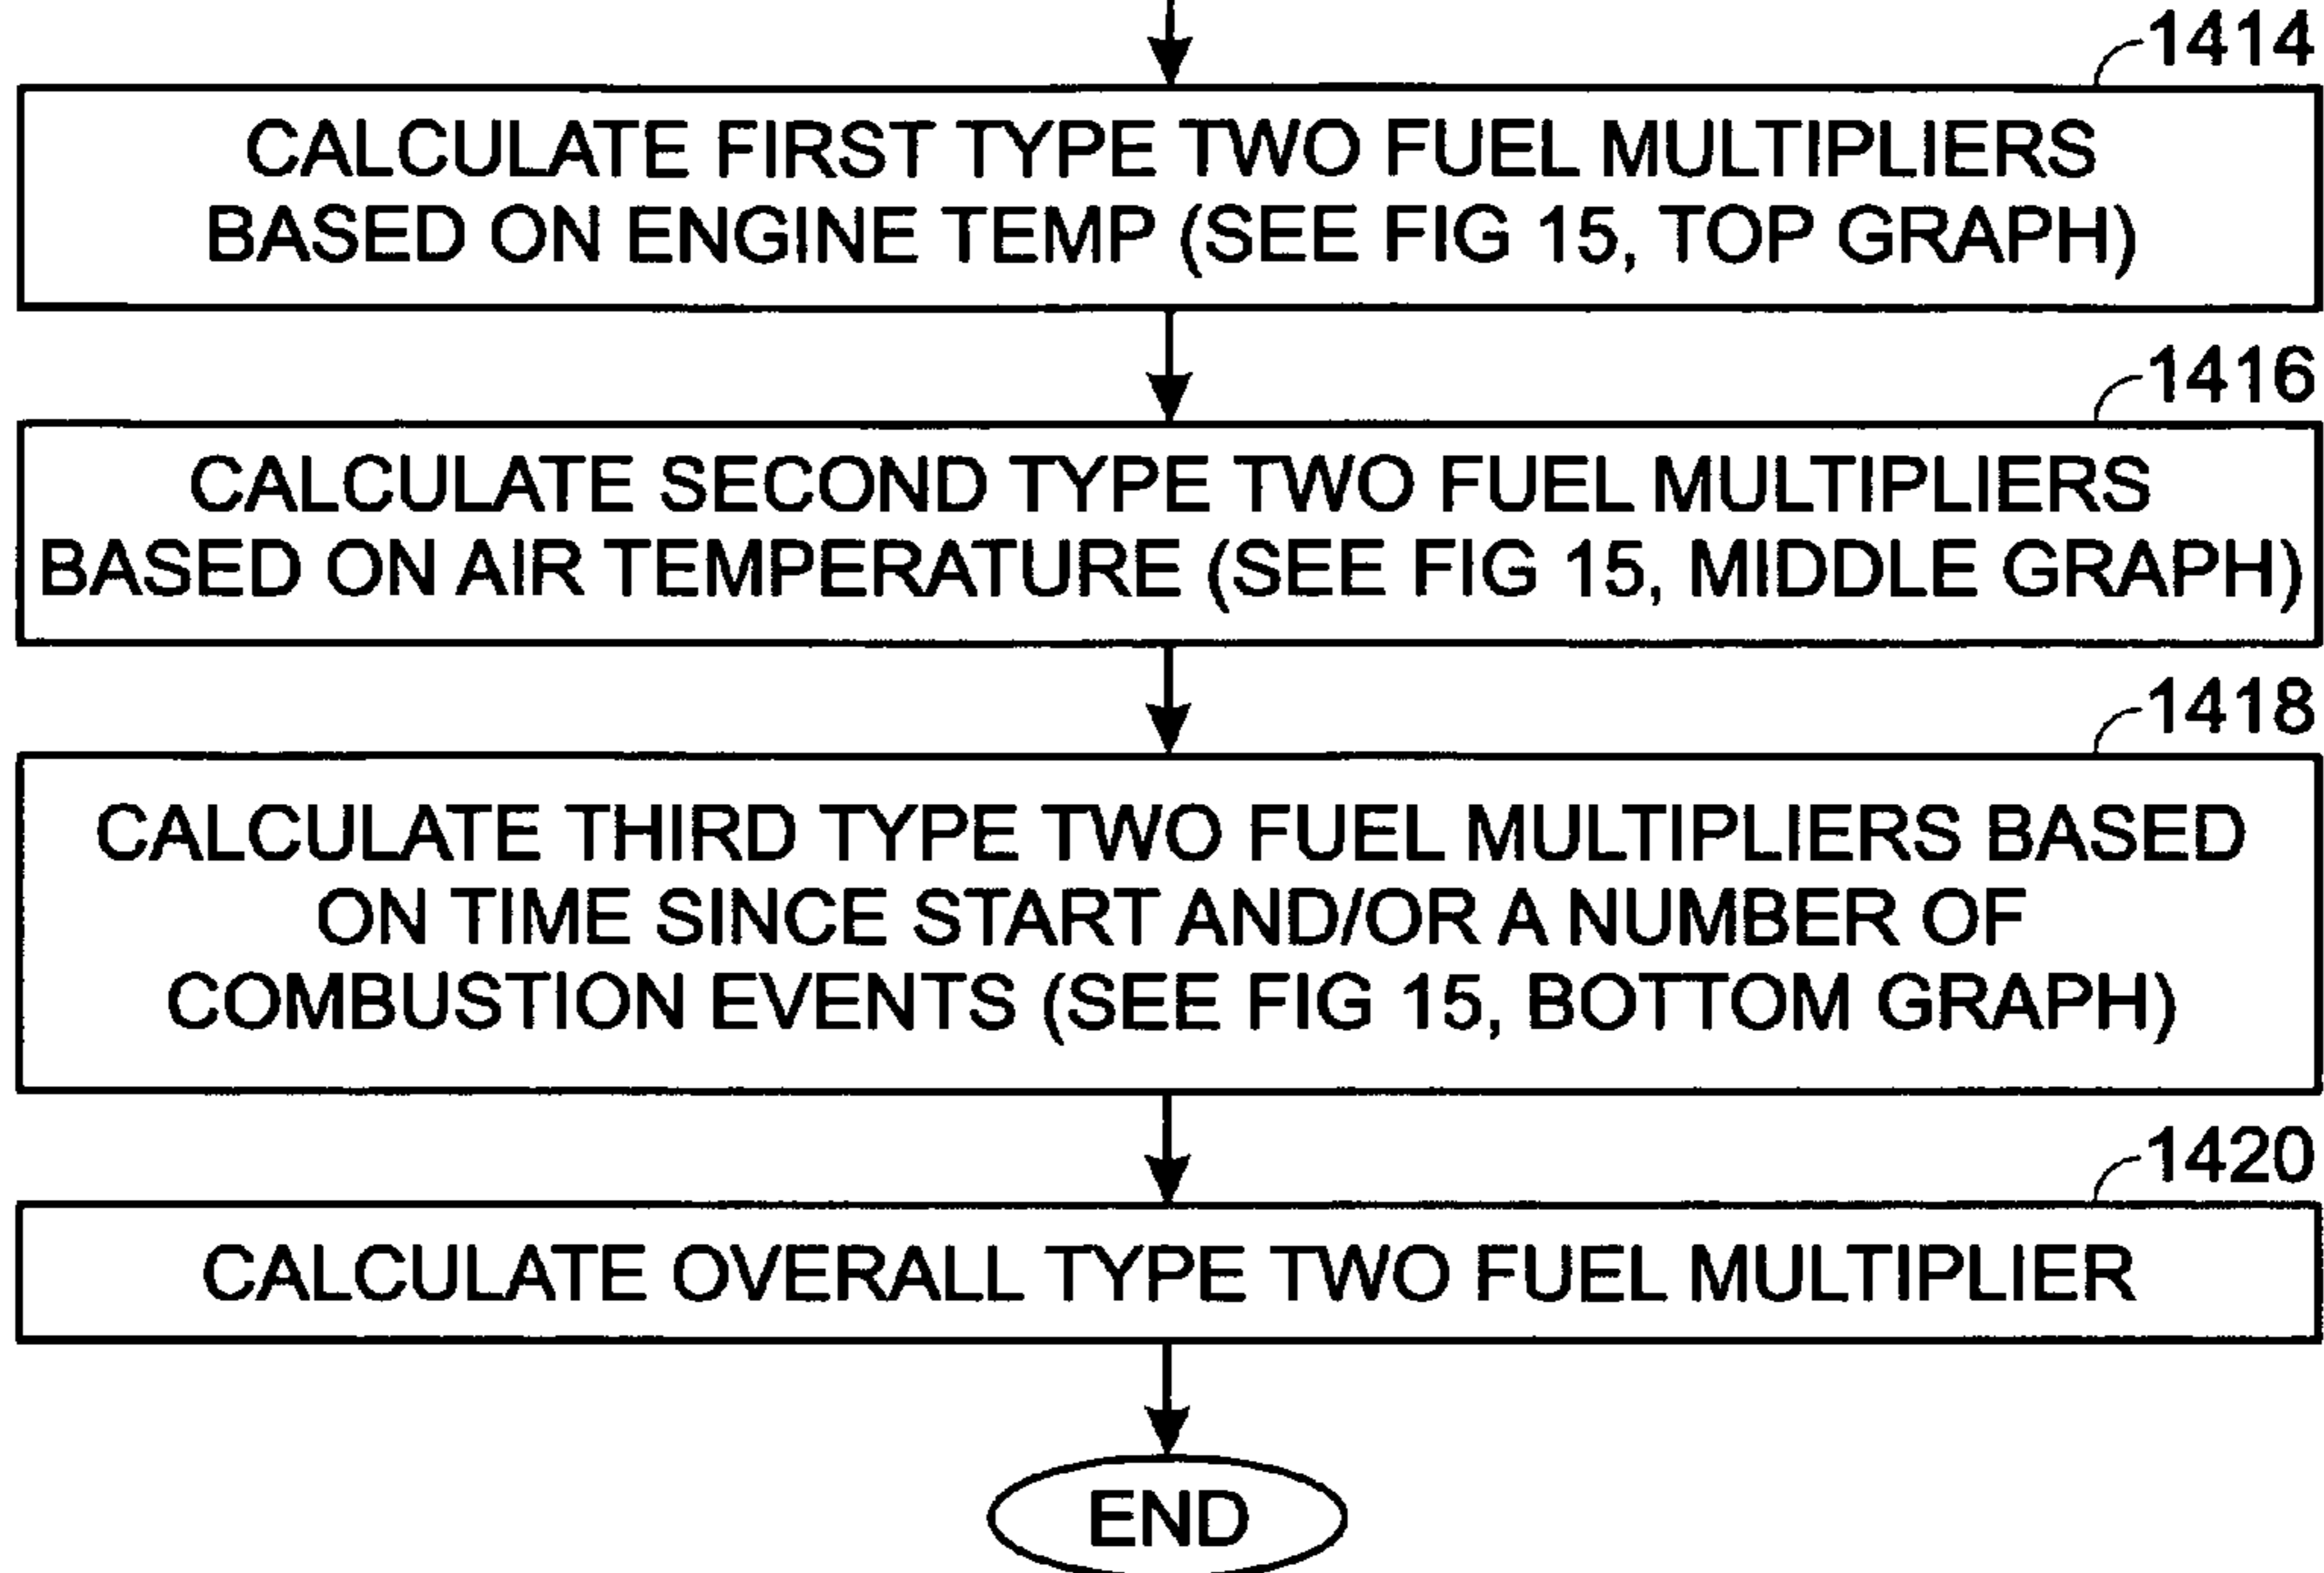 1414
CALCULATE FIRST TYPE TWO FUEL MULTIPLIERS
BASED ON ENGINE TEMP (SEE FIG 15, TOP GRAPH)
1416
CALCULATE SECOND TYPE TWO FUEL MULTIPLIERS
BASED ON AIR TEMPERATURE (SEE FIG 15, MIDDLE GRAPH)
1418
CALCULATE THIRD TYPE TWO FUEL MULTIPLIERS BASED
ON TIME SINCE START AND/OR A NUMBER OF
COMBUSTION EVENTS (SEE FIG 15, BOTTOM GRAPH)
1420
CALCULATE OVERALL TYPE TWO FUEL MULTIPLIER
END